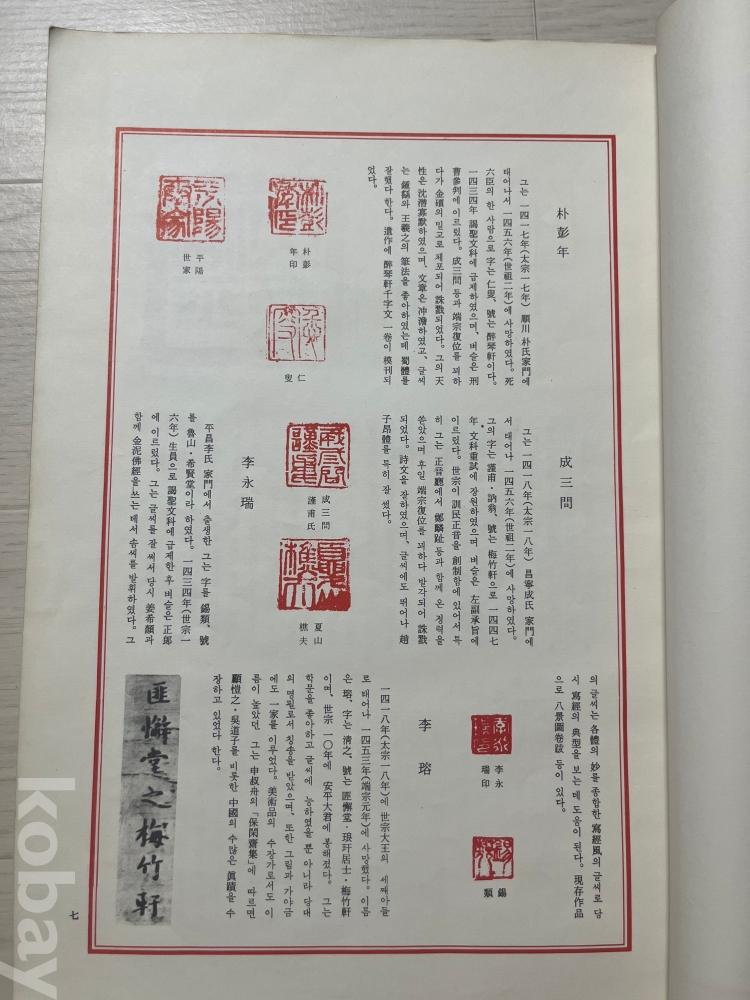 朴彭年
그는 一四一七年(太宗一七年) 順川 朴氏家門에
태어나서 一四五六年(世祖二年)에 사망하였다. 死
六臣의 한 사람으로 字는 仁叟, 號는 醉琴軒이다.
一四三四年 謁聖文科에 급제하였으며, 벼슬은 刑
曹參判에 이르렀다. 成三問 등과 端宗復位를 꾀하
다가 金礩의 밀고로 체포되어 誅戮되었다. 그의 天
性은 沈潛寡默하였으며, 文章은 冲澹하였고, 글씨
는 鍾繇와 王羲之의 筆法을 좋아하였는데 蜀體를
잘썼다 한다. 遺作에 醉琴軒千字文 一卷이 模刊되
었다.
朴彭
年印
仁
叟
平陽
世家
成三問
그는 一四一八年(太宗一八年) 昌寧成氏 家門에
서 태어나 一四五六年(世祖二年)에 사망하였다.
그의 字는 謹甫·訥翁, 號는 梅竹軒으로 一四四七
年 文科重試에 장원하였으며 벼슬은 左副承旨에
이르렀다. 世宗이 訓民正音을 創制함에 있어서 특
히 그는 正音廳에서 鄭麟趾 등과 함께 온 정력을
쏟았으며 후일 端宗復位를 꾀하다 발각되어 誅戮
되었다. 詩文을 잘하였으며, 글씨에도 뛰어나 趙
子昂體를 특히 잘 썼다.
成三問
謹甫氏
夏山
樵夫
李永瑞
平昌李氏 家門에서 출생한 그는 字를 錫類, 號
를 魯山·希賢堂이라 하였다. 一四三四年(世宗一
六年) 生員으로 謁聖文科에 급제한 후 벼슬은 正郎
에 이르렀다. 그는 글씨를 잘 써서 당시 姜希顏과
함께 金泥佛經을 쓰는 데서 솜씨를 발휘하였다. 그
의 글씨는 各體의 妙를 종합한 寫經風의 글씨로 당
시 寫經의 典型을 보는 데 도움이 된다. 現存作品
으로 八景圖卷跋 등이 있다.
李永
瑞印
錫
類
李瑢
一四一八年(太宗一八年)에 世宗大王의 세째아들
로 태어나 一四五三年(端宗元年)에 사망했다. 이름
은 瑢, 字는 清之, 號는 匪懈堂·琅玕居士·梅竹軒
이며, 世宗 一〇年에 安平大君에 봉해졌다. 그는
학문을 좋아하고 글씨에 능하였을 뿐 아니라 당대
의 명필로서 칭송을 받았으며, 또한 그림과 가야금
에도 一家를 이루었다. 美術品의 수장가로서도 이
름이 높았던 그는 申叔舟의 「保閑齋集」에 따르면
顧愷之·吳道子를 비롯한 中國의 수많은 眞蹟을 수
장하고 있었다 한다.
匪懈堂之梅竹軒
七
kobay